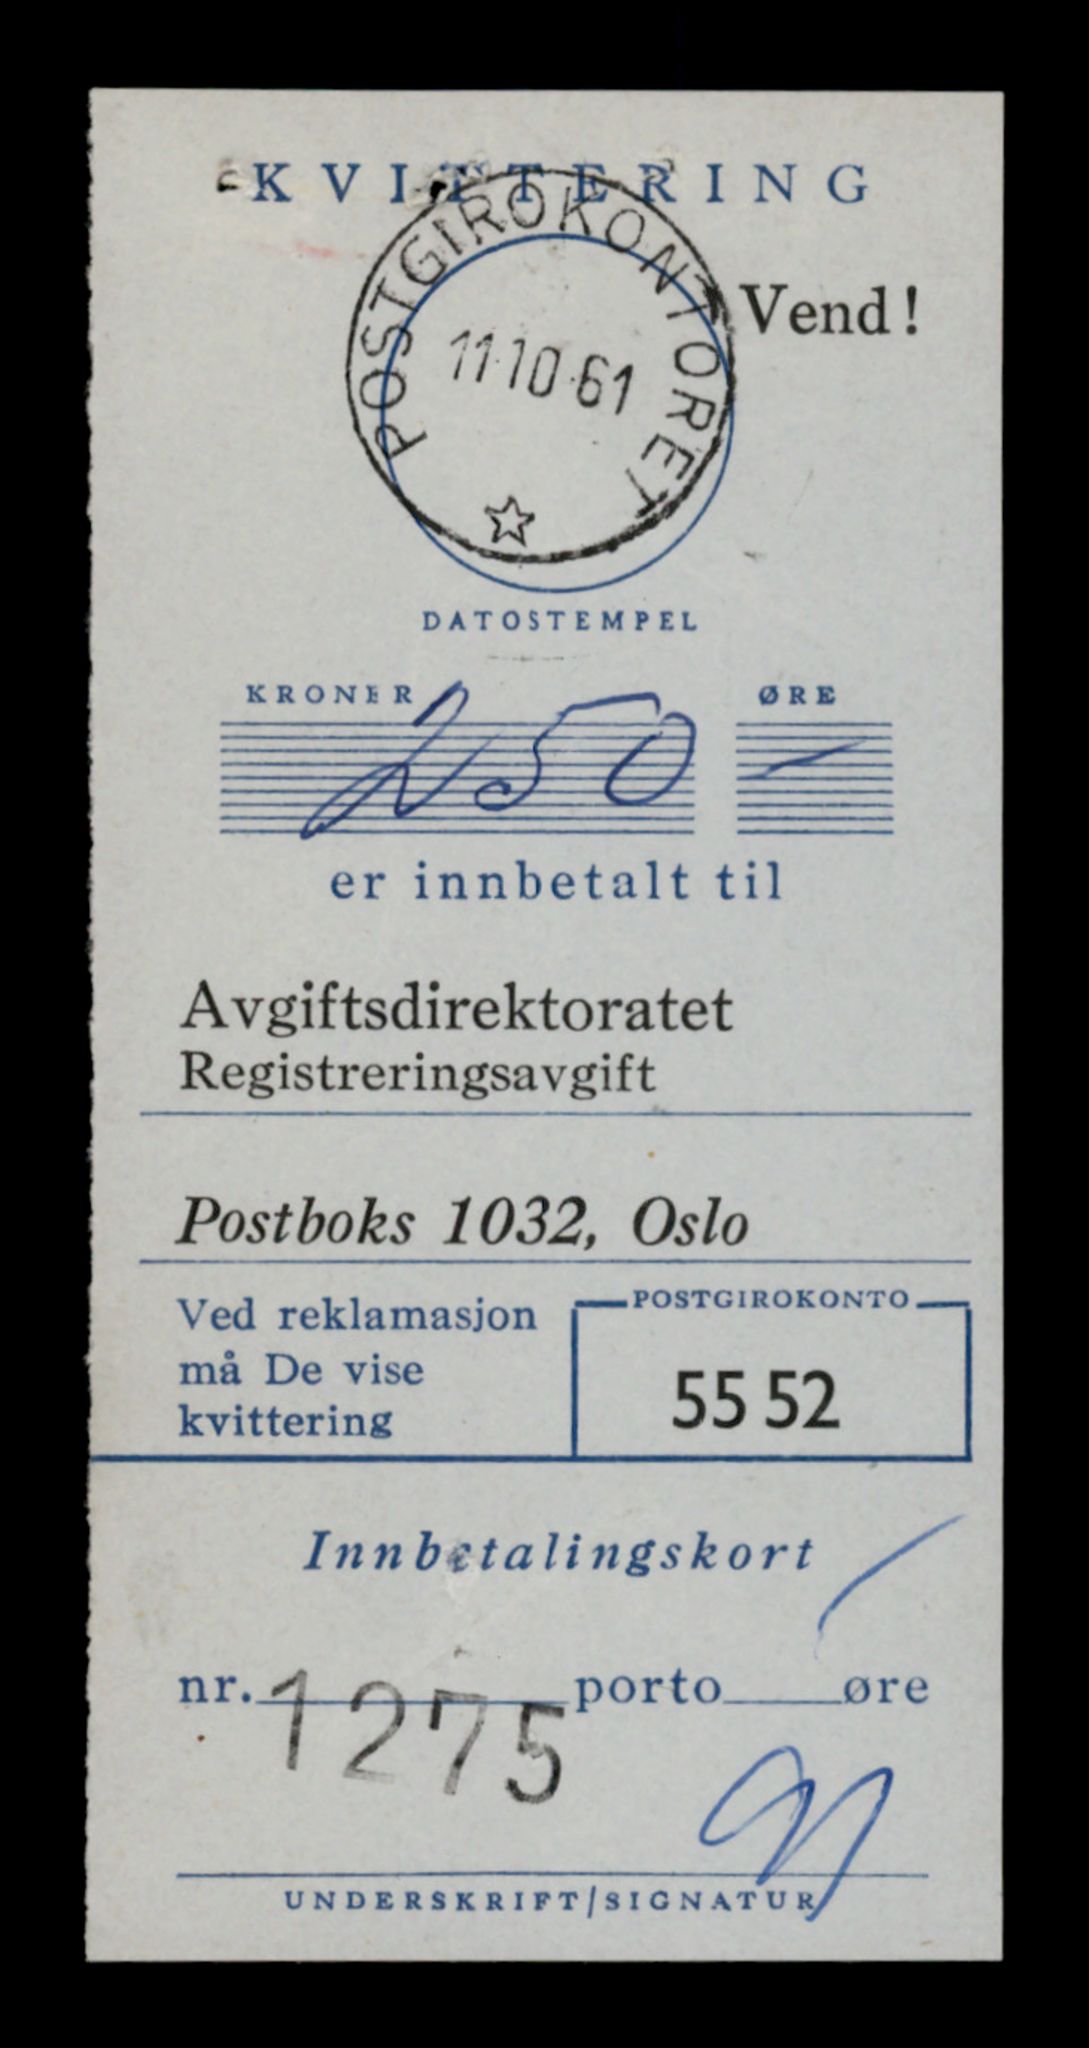 KVITTERING
POSTGIROKONTORET
11.10.61
Vend!
DATOSTEMPEL
KRONER ØRE
250 —
er innbetalt til
Avgiftsdirektoratet
Registreringsavgift
Postboks 1032, Oslo
Ved reklamasjon
må De vise
kvittering
POSTGIROKONTO
55 52
Innbetalingskort
nr. 1275 porto øre
UNDERSKRIFT/SIGNATUR